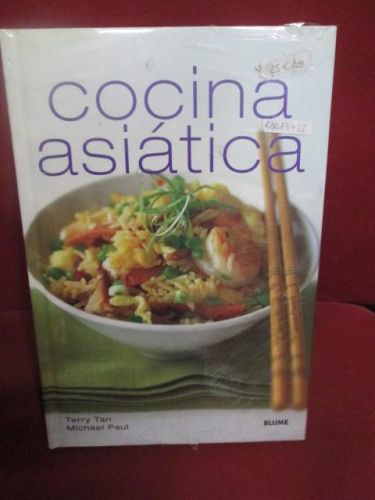 cocina
asiática
Terry Tan
Michael Paul
BLUME